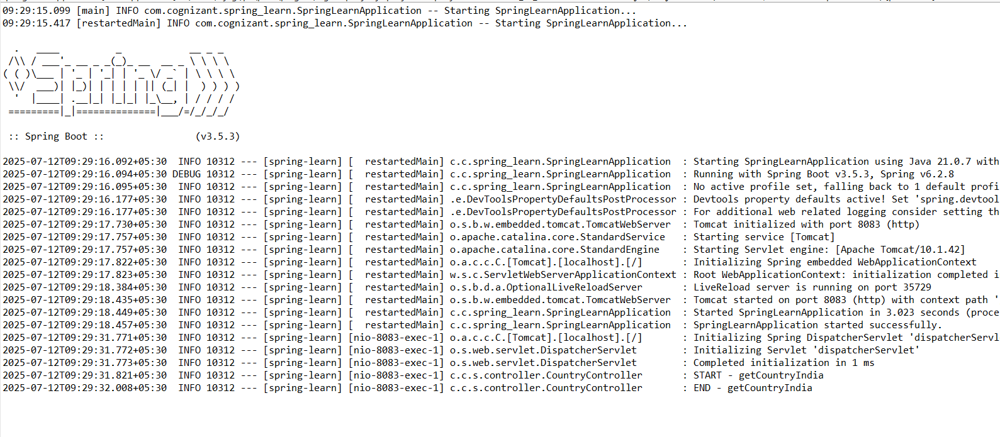 09:29:15.099 [main] INFO com.cognizant.spring_learn.SpringLearnApplication -- Starting SpringLearnApplication...
09:29:15.417 [restartedMain] INFO com.cognizant.spring_learn.SpringLearnApplication -- Starting SpringLearnApplication...
  .   ____          _            __ _ _
 /\\ / ___'_ __ _ _(_)_ __  __ _ \ \ \ \
( ( )\___ | '_ | '_| | '_ \/ _` | \ \ \ \
 \\/  ___)| |_)| | | | | || (_| |  ) ) ) )
  '  |____| .__|_| |_|_| |_\__, | / / / /
 =========|_|==============|___/=/_/_/_/
 :: Spring Boot ::                (v3.5.3)
2025-07-12T09:29:16.092+05:30  INFO 10312 --- [spring-learn] [  restartedMain] c.c.spring_learn.SpringLearnApplication  : Starting SpringLearnApplication using Java 21.0.7 with
2025-07-12T09:29:16.094+05:30 DEBUG 10312 --- [spring-learn] [  restartedMain] c.c.spring_learn.SpringLearnApplication  : Running with Spring Boot v3.5.3, Spring v6.2.8
2025-07-12T09:29:16.095+05:30  INFO 10312 --- [spring-learn] [  restartedMain] c.c.spring_learn.SpringLearnApplication  : No active profile set, falling back to 1 default profi
2025-07-12T09:29:16.177+05:30  INFO 10312 --- [spring-learn] [  restartedMain] .e.DevToolsPropertyDefaultsPostProcessor : Devtools property defaults active! Set 'spring.devtool
2025-07-12T09:29:16.177+05:30  INFO 10312 --- [spring-learn] [  restartedMain] .e.DevToolsPropertyDefaultsPostProcessor : For additional web related logging consider setting th
2025-07-12T09:29:17.730+05:30  INFO 10312 --- [spring-learn] [  restartedMain] o.s.b.w.embedded.tomcat.TomcatWebServer  : Tomcat initialized with port 8083 (http)
2025-07-12T09:29:17.757+05:30  INFO 10312 --- [spring-learn] [  restartedMain] o.apache.catalina.core.StandardService   : Starting service [Tomcat]
2025-07-12T09:29:17.757+05:30  INFO 10312 --- [spring-learn] [  restartedMain] o.apache.catalina.core.StandardEngine    : Starting Servlet engine: [Apache Tomcat/10.1.42]
2025-07-12T09:29:17.822+05:30  INFO 10312 --- [spring-learn] [  restartedMain] o.a.c.c.C.[Tomcat].[localhost].[/]       : Initializing Spring embedded WebApplicationContext
2025-07-12T09:29:17.823+05:30  INFO 10312 --- [spring-learn] [  restartedMain] w.s.c.ServletWebServerApplicationContext : Root WebApplicationContext: initialization completed i
2025-07-12T09:29:18.384+05:30  INFO 10312 --- [spring-learn] [  restartedMain] o.s.b.d.a.OptionalLiveReloadServer       : LiveReload server is running on port 35729
2025-07-12T09:29:18.435+05:30  INFO 10312 --- [spring-learn] [  restartedMain] o.s.b.w.embedded.tomcat.TomcatWebServer  : Tomcat started on port 8083 (http) with context path '
2025-07-12T09:29:18.449+05:30  INFO 10312 --- [spring-learn] [  restartedMain] c.c.spring_learn.SpringLearnApplication  : Started SpringLearnApplication in 3.023 seconds (proce
2025-07-12T09:29:18.457+05:30  INFO 10312 --- [spring-learn] [  restartedMain] c.c.spring_learn.SpringLearnApplication  : SpringLearnApplication started successfully.
2025-07-12T09:29:31.771+05:30  INFO 10312 --- [spring-learn] [nio-8083-exec-1] o.a.c.c.C.[Tomcat].[localhost].[/]       : Initializing Spring DispatcherServlet 'dispatcherServl
2025-07-12T09:29:31.772+05:30  INFO 10312 --- [spring-learn] [nio-8083-exec-1] o.s.web.servlet.DispatcherServlet        : Initializing Servlet 'dispatcherServlet'
2025-07-12T09:29:31.773+05:30  INFO 10312 --- [spring-learn] [nio-8083-exec-1] o.s.web.servlet.DispatcherServlet        : Completed initialization in 1 ms
2025-07-12T09:29:31.821+05:30  INFO 10312 --- [spring-learn] [nio-8083-exec-1] c.c.s.controller.CountryController       : START - getCountryIndia
2025-07-12T09:29:32.008+05:30  INFO 10312 --- [spring-learn] [nio-8083-exec-1] c.c.s.controller.CountryController       : END - getCountryIndia